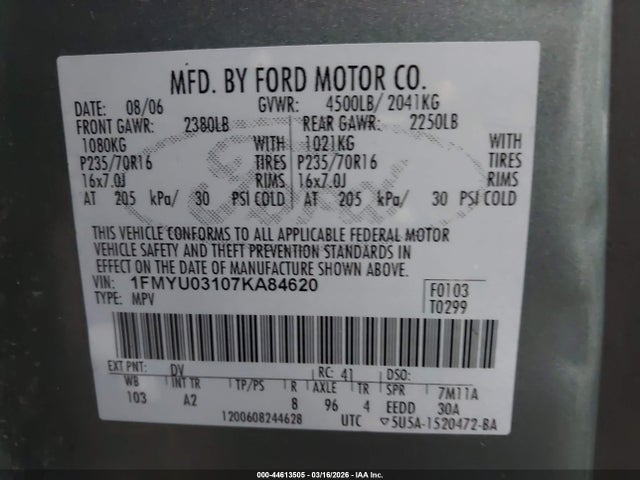 MFD. BY FORD MOTOR CO.
DATE: 08/06 GVWR: 4500LB/ 2041KG
FRONT GAWR: 2380LB REAR GAWR: 2250LB
1080KG WITH 1021KG WITH
P235/70R16 TIRES P235/70R16 TIRES
16x7.0J RIMS 16x7.0J RIMS
AT 205 kPa/ 30 PSI COLD AT 205 kPa/ 30 PSI COLD
THIS VEHICLE CONFORMS TO ALL APPLICABLE FEDERAL MOTOR
VEHICLE SAFETY AND THEFT PREVENTION STANDARDS IN
EFFECT ON THE DATE OF MANUFACTURE SHOWN ABOVE.
VIN: 1FMYU03107KA84620 F0103
TYPE: MPV T0299
EXT PNT: DV RC: 41 DSO:
WB INT TR TP/PS R AXLE TR SPR 7M11A
103 A2 8 96 4 EEDD 30A
1200608244628 UTC ▽5U5A-1520472-BA
000-44613505 - 03/16/2026 - IAA Inc.